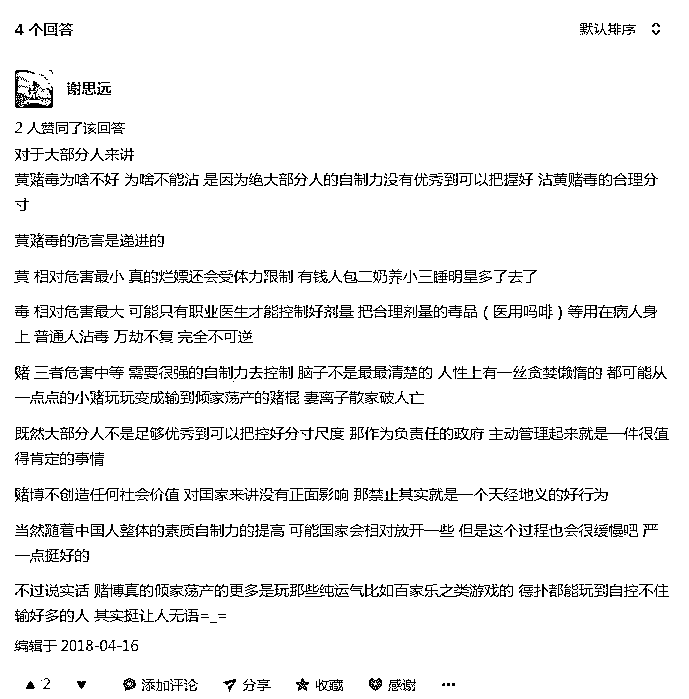 4 个回答
默认排序
谢思远
2 人赞同了该回答
对于大部分人来讲
黄赌毒为啥不好 为啥不能沾 是因为绝大部分人的自制力没有优秀到可以把握好 沾黄赌毒的合理分
寸
黄赌毒的危害是递进的
黄 相对危害最小 真的烂嫖还会受体力限制 有钱人包二奶养小三睡明星多了去了
毒 相对危害最大 可能只有职业医生才能控制好剂量 把合理剂量的毒品（医用吗啡）等用在病人身
上 普通人沾毒 万劫不复 完全不可逆
赌 三者危害中等 需要很强的自制力去控制 脑子不是最最清楚的 人性上有一丝贪婪懒惰的 都可能从
一点点的小赌玩玩变成输到倾家荡产的赌棍 妻离子散家破人亡
既然大部分人不是足够优秀到可以把控好分寸尺度 那作为负责任的政府 主动管理起来就是一件很值
得肯定的事情
赌博不创造任何社会价值 对国家来讲没有正面影响 那禁止其实就是一个天经地义的好行为
当然随着中国人整体的素质自制力的提高 可能国家会相对放开一些 但是这个过程也会很缓慢吧 严
一点挺好的
不过说实话 赌博真的倾家荡产的更多是玩那些纯运气比如百家乐之类游戏的 德扑都能玩到自控不住
输好多的人 其实挺让人无语=_=
编辑于 2018-04-16
▲ 2 ▼ 添加评论 分享 收藏 感谢 ···